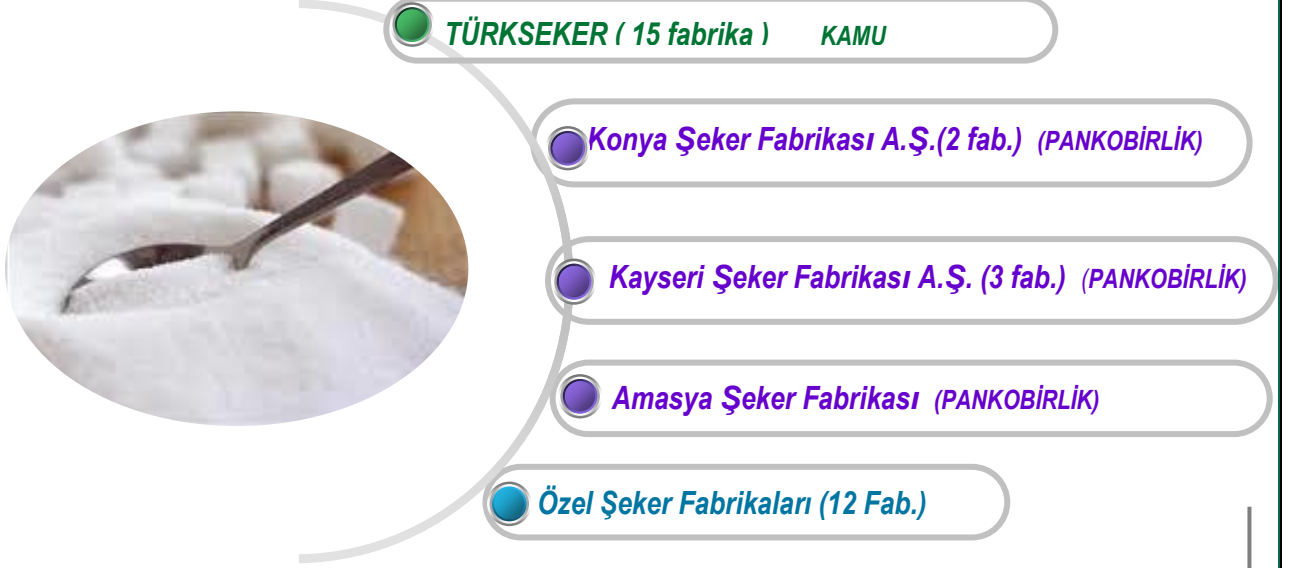 TÜRKSEKER ( 15 fabrika ) KAMU
Konya Şeker Fabrikası A.Ş.(2 fab.) (PANKOBİRLİK)
Kayseri Şeker Fabrikası A.Ş. (3 fab.) (PANKOBİRLİK)
Amasya Şeker Fabrikası (PANKOBİRLİK)
Özel Şeker Fabrikaları (12 Fab.)